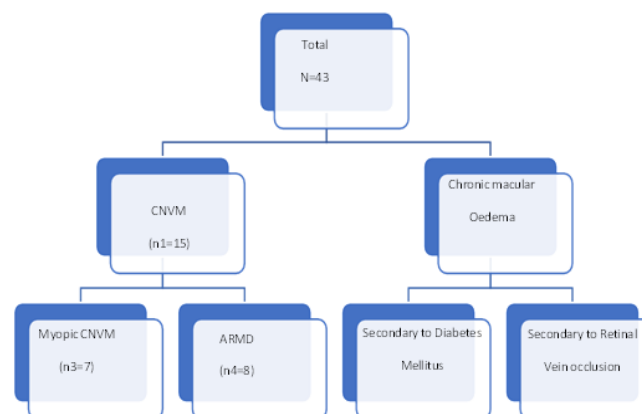 Total
N=43
CNVM
(n1=15)
Chronic macular
Oedema
Myopic CNVM
(n3=7)
ARMD
(n4=8)
Secondary to Diabetes
Mellitus
Secondary to Retinal
Vein occlusion